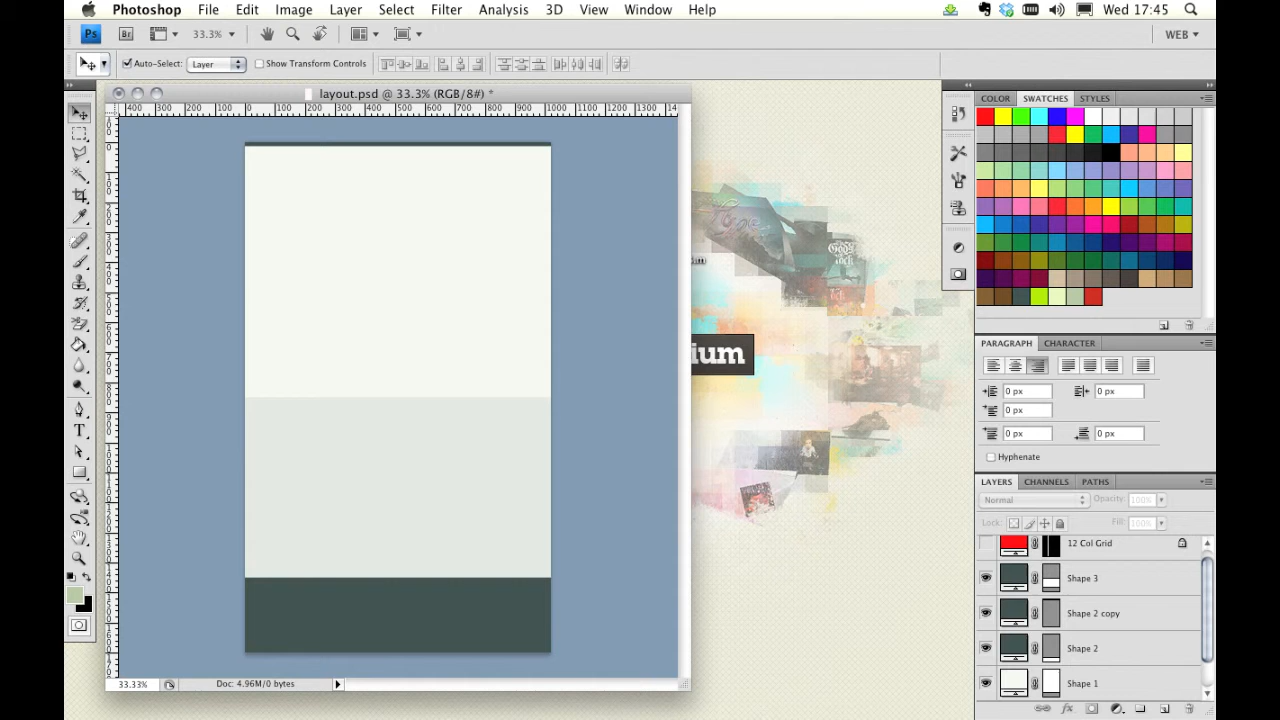 Photoshop File Edit Image Layer Select Filter Analysis 3D View Window Help Wed 17:45
Ps Br 33.3% WEB
Auto-Select: Layer Show Transform Controls
layout.psd @ 33.3% (RGB/8#) *
400 300 200 100 0 100 200 300 400 500 600 700 800 900 1000 1100 1200 1300 14
COLOR SWATCHES STYLES
ium
PARAGRAPH CHARACTER
0 px 0 px
0 px
0 px 0 px
Hyphenate
LAYERS CHANNELS PATHS
Normal Opacity: 100%
Lock: Fill: 100%
12 Col Grid
Shape 3
Shape 2 copy
Shape 2
Shape 1
33.33% Doc: 4.96M/0 bytes